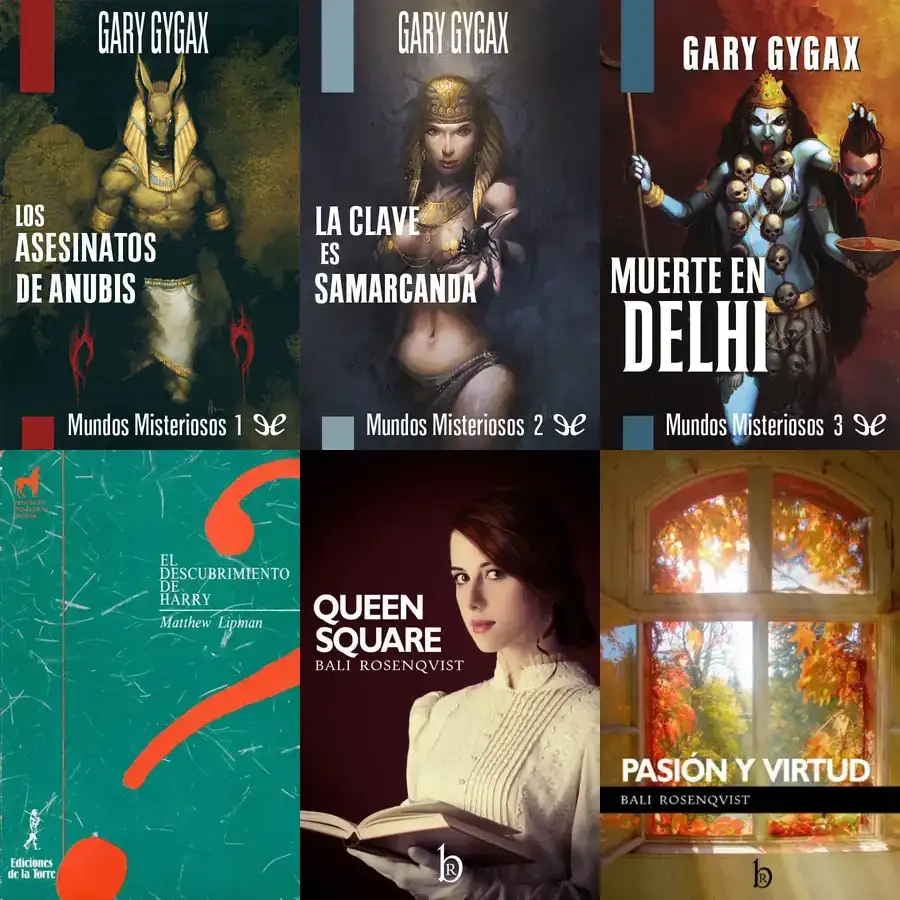 GARY GYGAX
LOS
ASESINATOS
DE ANUBIS
Mundos Misteriosos 1
GARY GYGAX
LA CLAVE
ES
SAMARCANDA
Mundos Misteriosos 2
GARY GYGAX
MUERTE EN
DELHI
Mundos Misteriosos 3
EL
DESCUBRIMIENTO
DE
HARRY
Matthew Lipman
Ediciones
de la Torre
QUEEN
SQUARE
BALI ROSENQVIST
bR
PASIÓN Y VIRTUD
BALI ROSENQVIST
bR